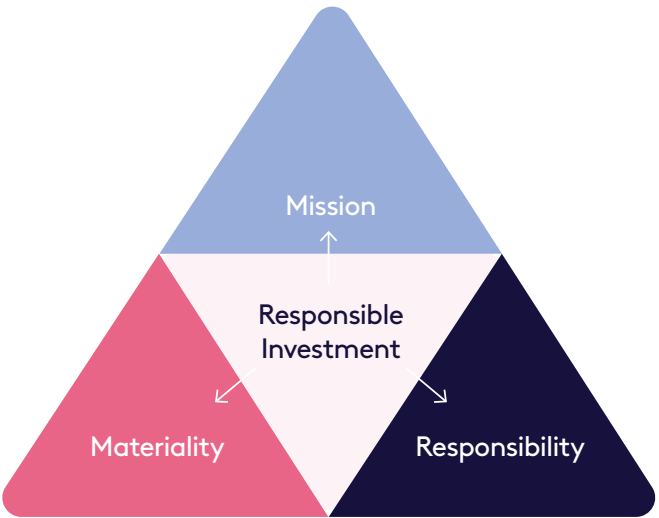 Mission
Responsible
Investment
Materiality
Responsibility